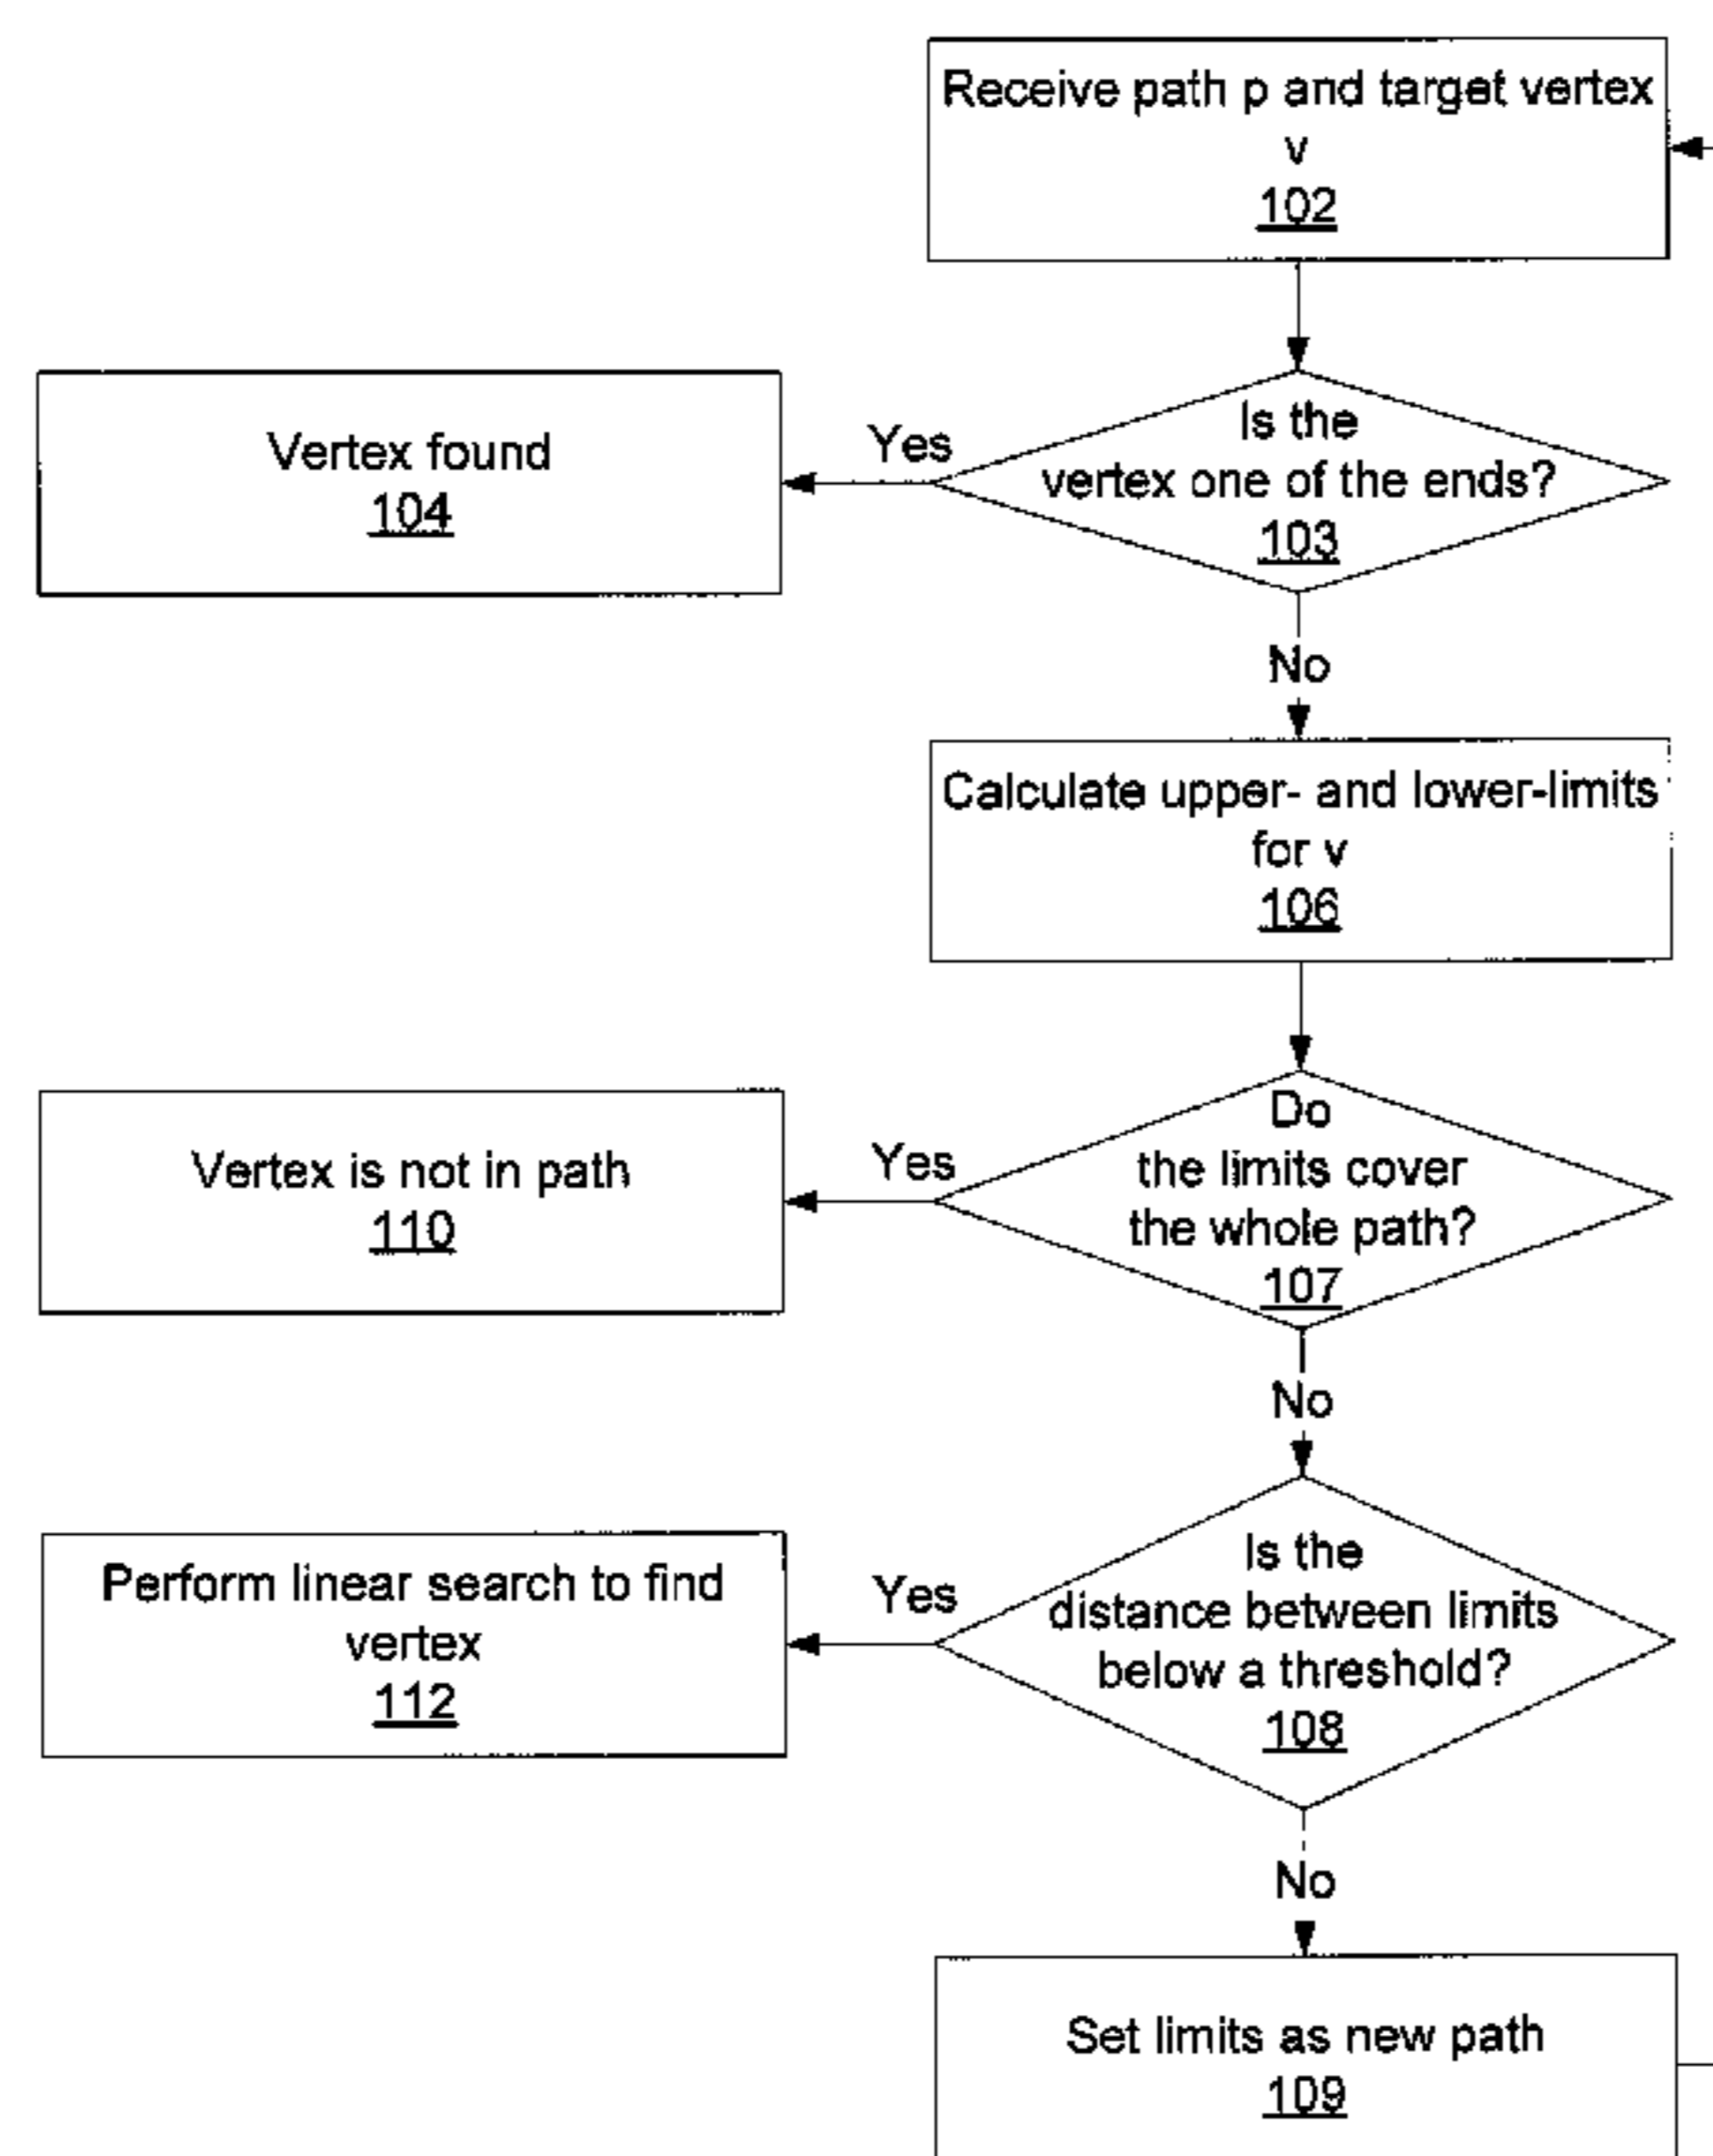 Receive path p and target vertex
v
102
Is the
vertex one of the ends?
103
Yes
Vertex found
104
No
Calculate upper- and lower-limits
for v
106
Do
the limits cover
the whole path?
107
Yes
Vertex is not in path
110
No
Is the
distance between limits
below a threshold?
108
Yes
Perform linear search to find
vertex
112
No
Set limits as new path
109